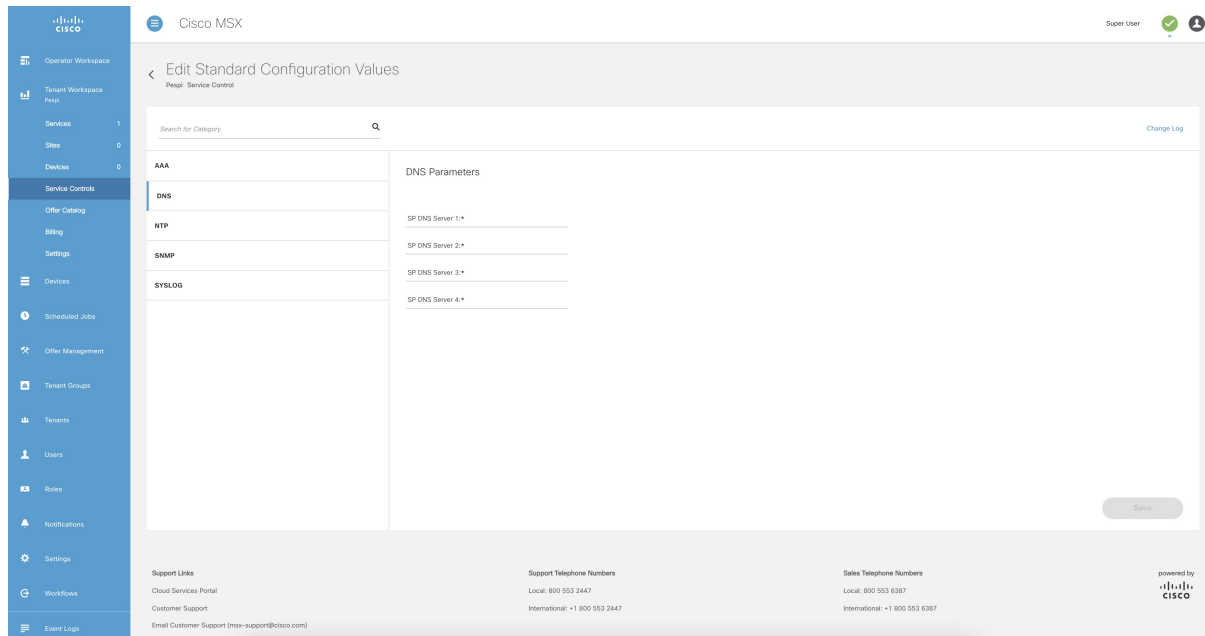 CISCO
Cisco MSX
Super User
Operator Workspace
Tenant Workspace
Pespi
Services 1
Sites 0
Devices 0
Service Controls
Offer Catalog
Billing
Settings
Devices
Scheduled Jobs
Offer Management
Tenant Groups
Tenants
Users
Roles
Notifications
Settings
Workflows
Event Logs
Edit Standard Configuration Values
Pespi: Service Control
Search for Category
Change Log
AAA
DNS
NTP
SNMP
SYSLOG
DNS Parameters
SP DNS Server 1:*
SP DNS Server 2:*
SP DNS Server 3:*
SP DNS Server 4:*
Save
Support Links
Cloud Services Portal
Customer Support
Email Customer Support (msx-support@cisco.com)
Support Telephone Numbers
Local: 800 553 2447
International: +1 800 553 2447
Sales Telephone Numbers
Local: 800 553 6387
International: +1 800 553 6387
powered by
CISCO